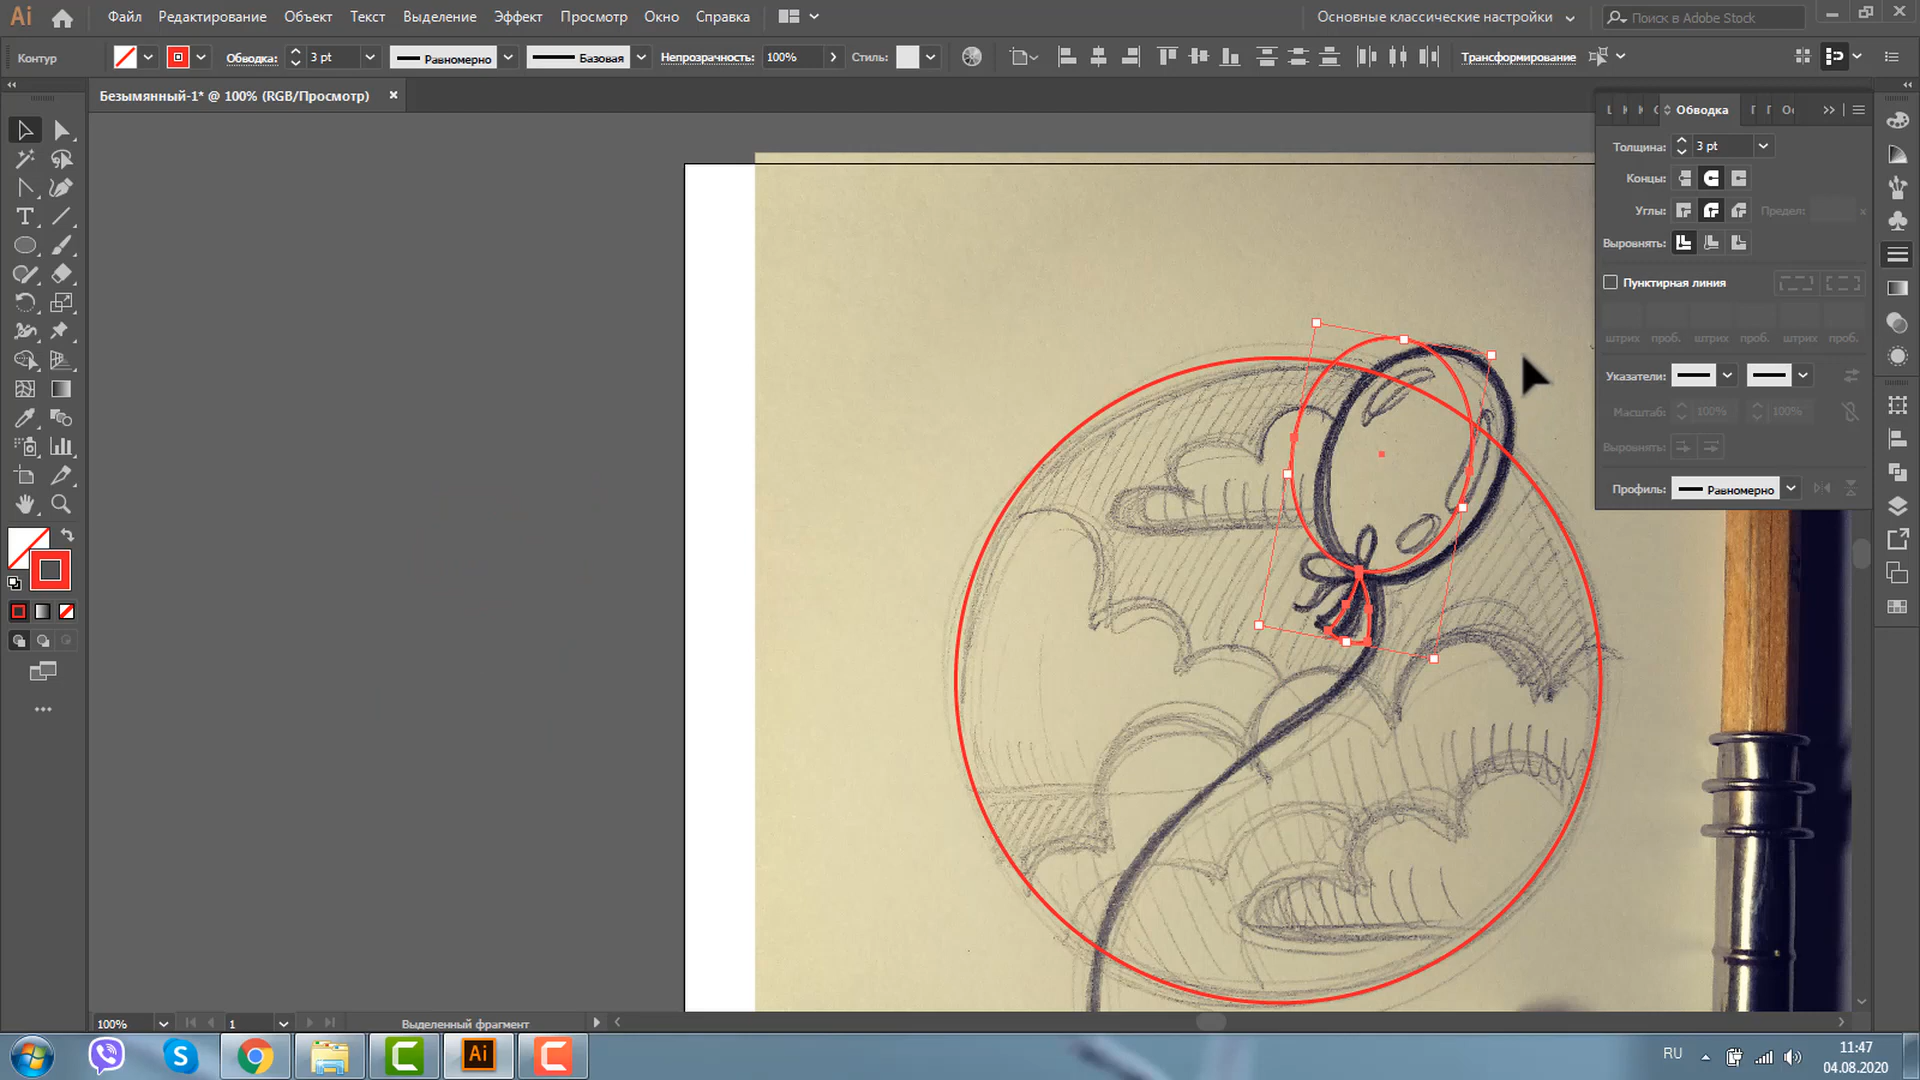 Ai Файл Редактирование Объект Текст Выделение Эффект Просмотр Окно Справка Основные классические настройки Поиск в Adobe Stock
Контур Обводка: 3 pt Равномерно Базовая Непрозрачность: 100% Стиль: Трансформирование
Безымянный-1* @ 100% (RGB/Просмотр)
Обводка
Толщина: 3 pt
Концы:
Углы: Предел: x
Выровнять:
Пунктирная линия
штрих проб. штрих проб. штрих проб.
Указатели:
Масштаб: 100% 100%
Выровнять:
Профиль: Равномерно
100% 1 Выделенный фрагмент
Ai RU 11:47
04.08.2020